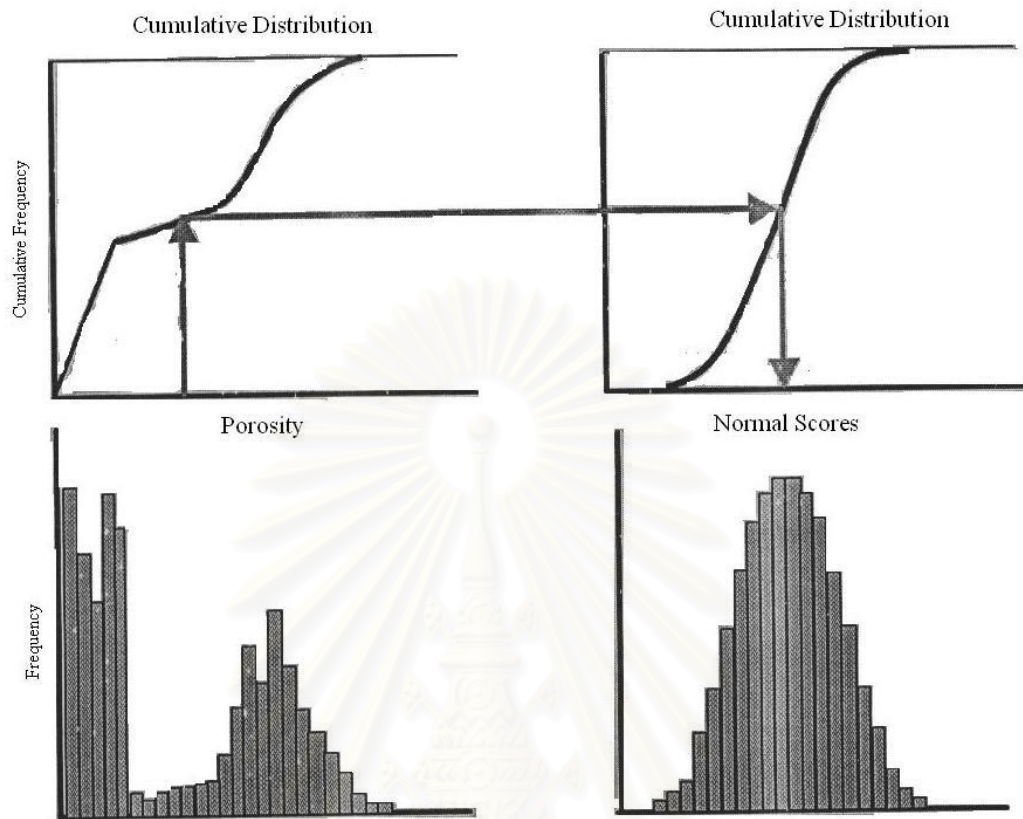 Cumulative Distribution
Cumulative Distribution
Cumulative Frequency
Porosity
Normal Scores
Frequency